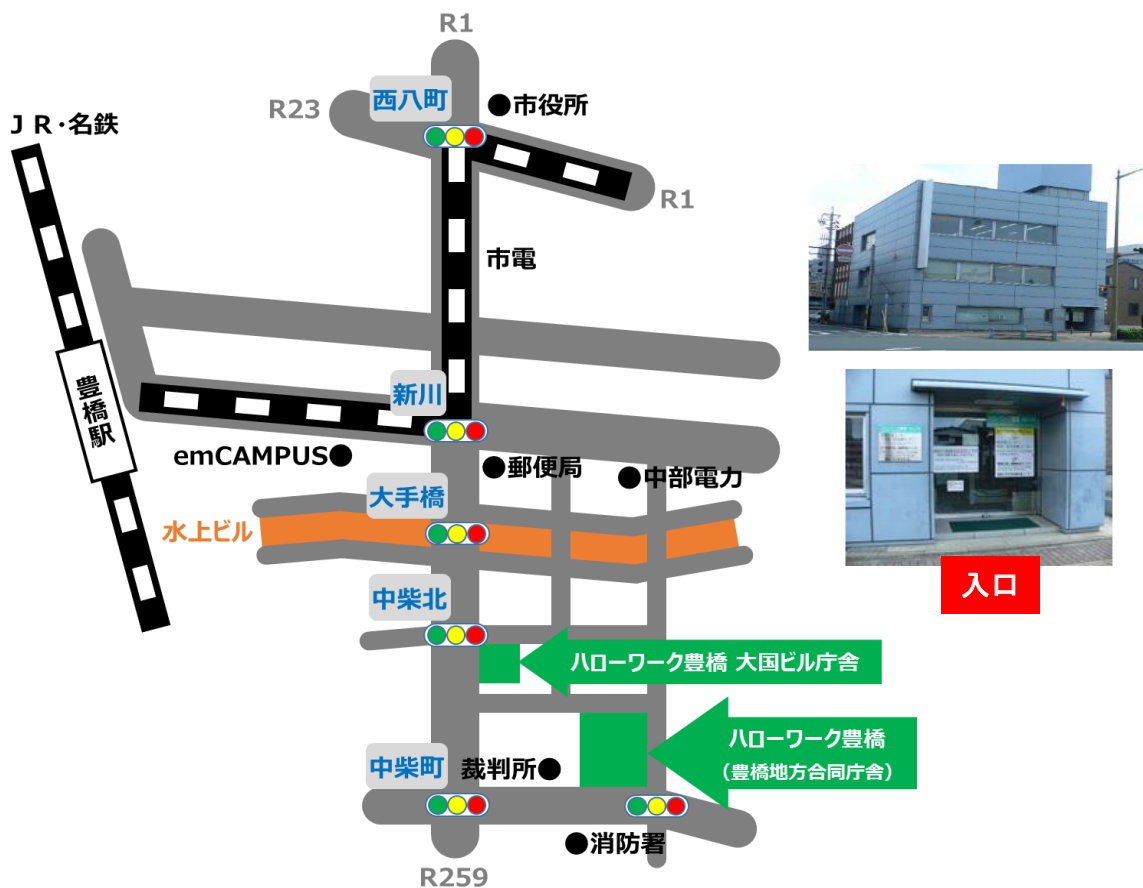 R1
西八町
●市役所
R23
JR・名鉄
R1
市電
豊橋駅
新川
emCAMPUS●
●郵便局
●中部電力
大手橋
水上ビル
入口
中柴北
ハローワーク豊橋 大国ビル庁舎
ハローワーク豊橋
(豊橋地方合同庁舎)
中柴町
裁判所●
●消防署
R259